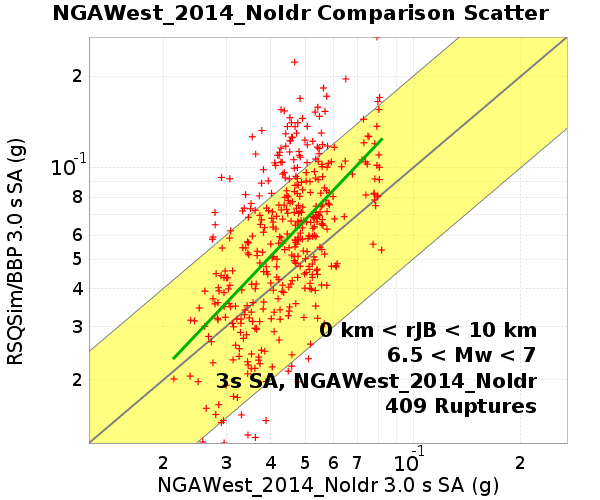 NGAWest_2014_NoIdr Comparison Scatter
RSQSim/BBP 3.0 s SA (g)
2
10-1
8
6
5
4
3
2
0 km < rJB < 10 km
6.5 < Mw < 7
3s SA, NGAWest_2014_NoIdr
409 Ruptures
2 3 4 5 6 7 10-1 2
NGAWest_2014_NoIdr 3.0 s SA (g)